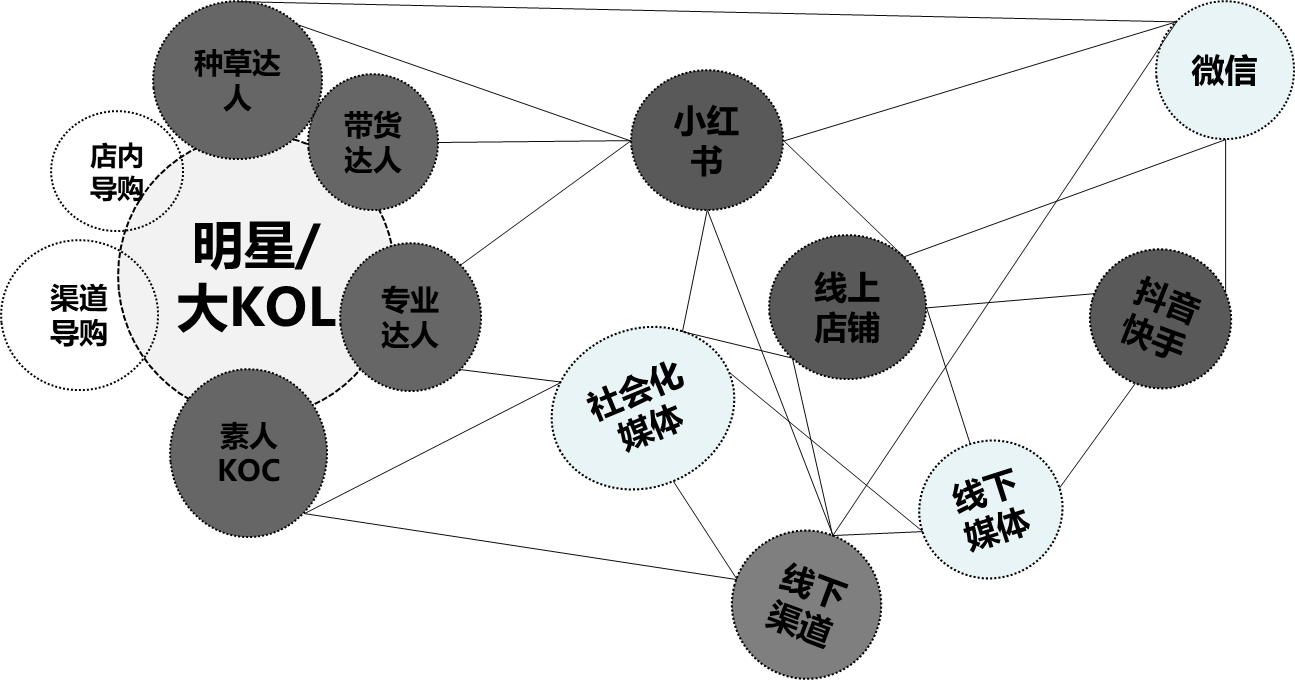 种草达
人
带货
达人
店内
导购
渠道
导购
明星/
大KOL
专业
达人
素人
KOC
小红
书
微信
线上
店铺
抖音
快手
社会化
媒体
线下
媒体
线下
渠道